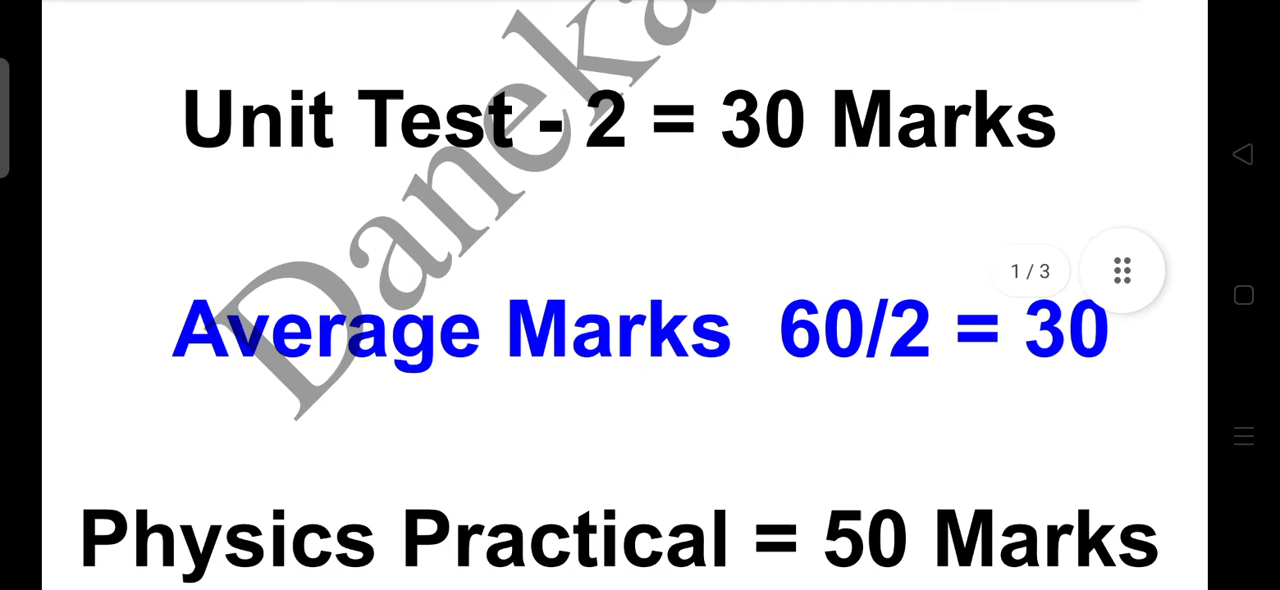 Unit Test - 2 = 30 Marks
1 / 3
Average Marks 60/2 = 30
Physics Practical = 50 Marks